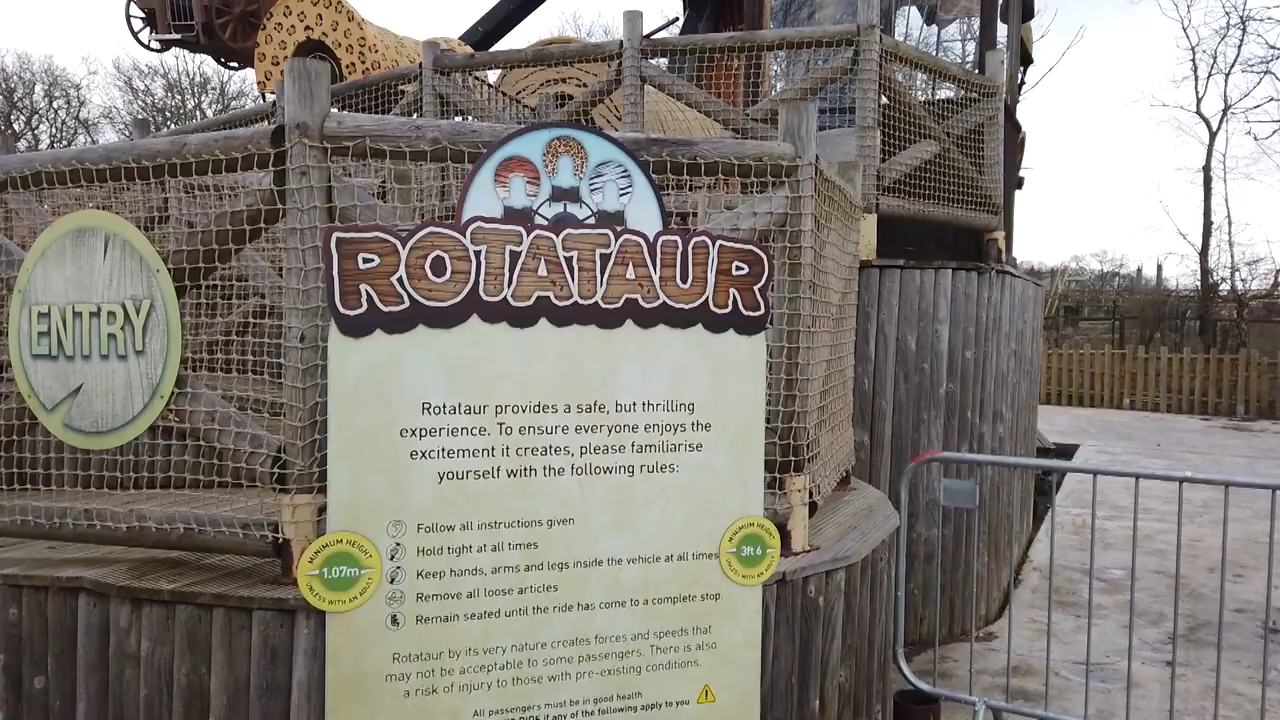 ROTATAUR
ENTRY
Rotataur provides a safe, but thrilling
experience. To ensure everyone enjoys the
excitement it creates, please familiarise
yourself with the following rules:
Follow all instructions given
Hold tight at all times
Keep hands, arms and legs inside the vehicle at all times
Remove all loose articles
Remain seated until the ride has come to a complete stop.
MINIMUM HEIGHT
1.07m
UNLESS WITH AN ADULT
MINIMUM HEIGHT
3ft 6
UNLESS WITH AN ADULT
Rotataur by its very nature creates forces and speeds that
may not be acceptable to some passengers. There is also
a risk of injury to those with pre-existing conditions.
All passengers must be in good health
RIDE if any of the following apply to you